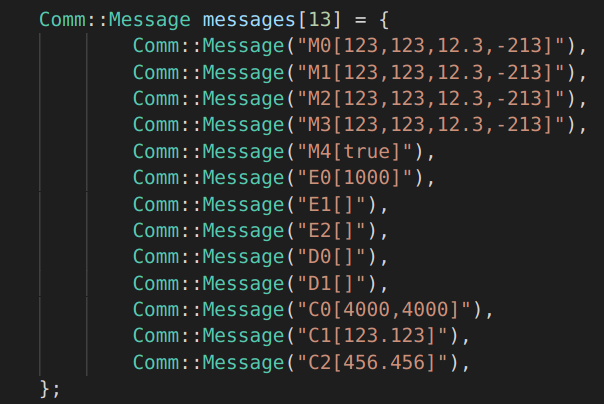 Comm::Message messages[13] = {
Comm::Message("M0[123,123,12.3,-213]"),
Comm::Message("M1[123,123,12.3,-213]"),
Comm::Message("M2[123,123,12.3,-213]"),
Comm::Message("M3[123,123,12.3,-213]"),
Comm::Message("M4[true]"),
Comm::Message("E0[1000]"),
Comm::Message("E1[]"),
Comm::Message("E2[]"),
Comm::Message("D0[]"),
Comm::Message("D1[]"),
Comm::Message("C0[4000,4000]"),
Comm::Message("C1[123.123]"),
Comm::Message("C2[456.456]"),
};